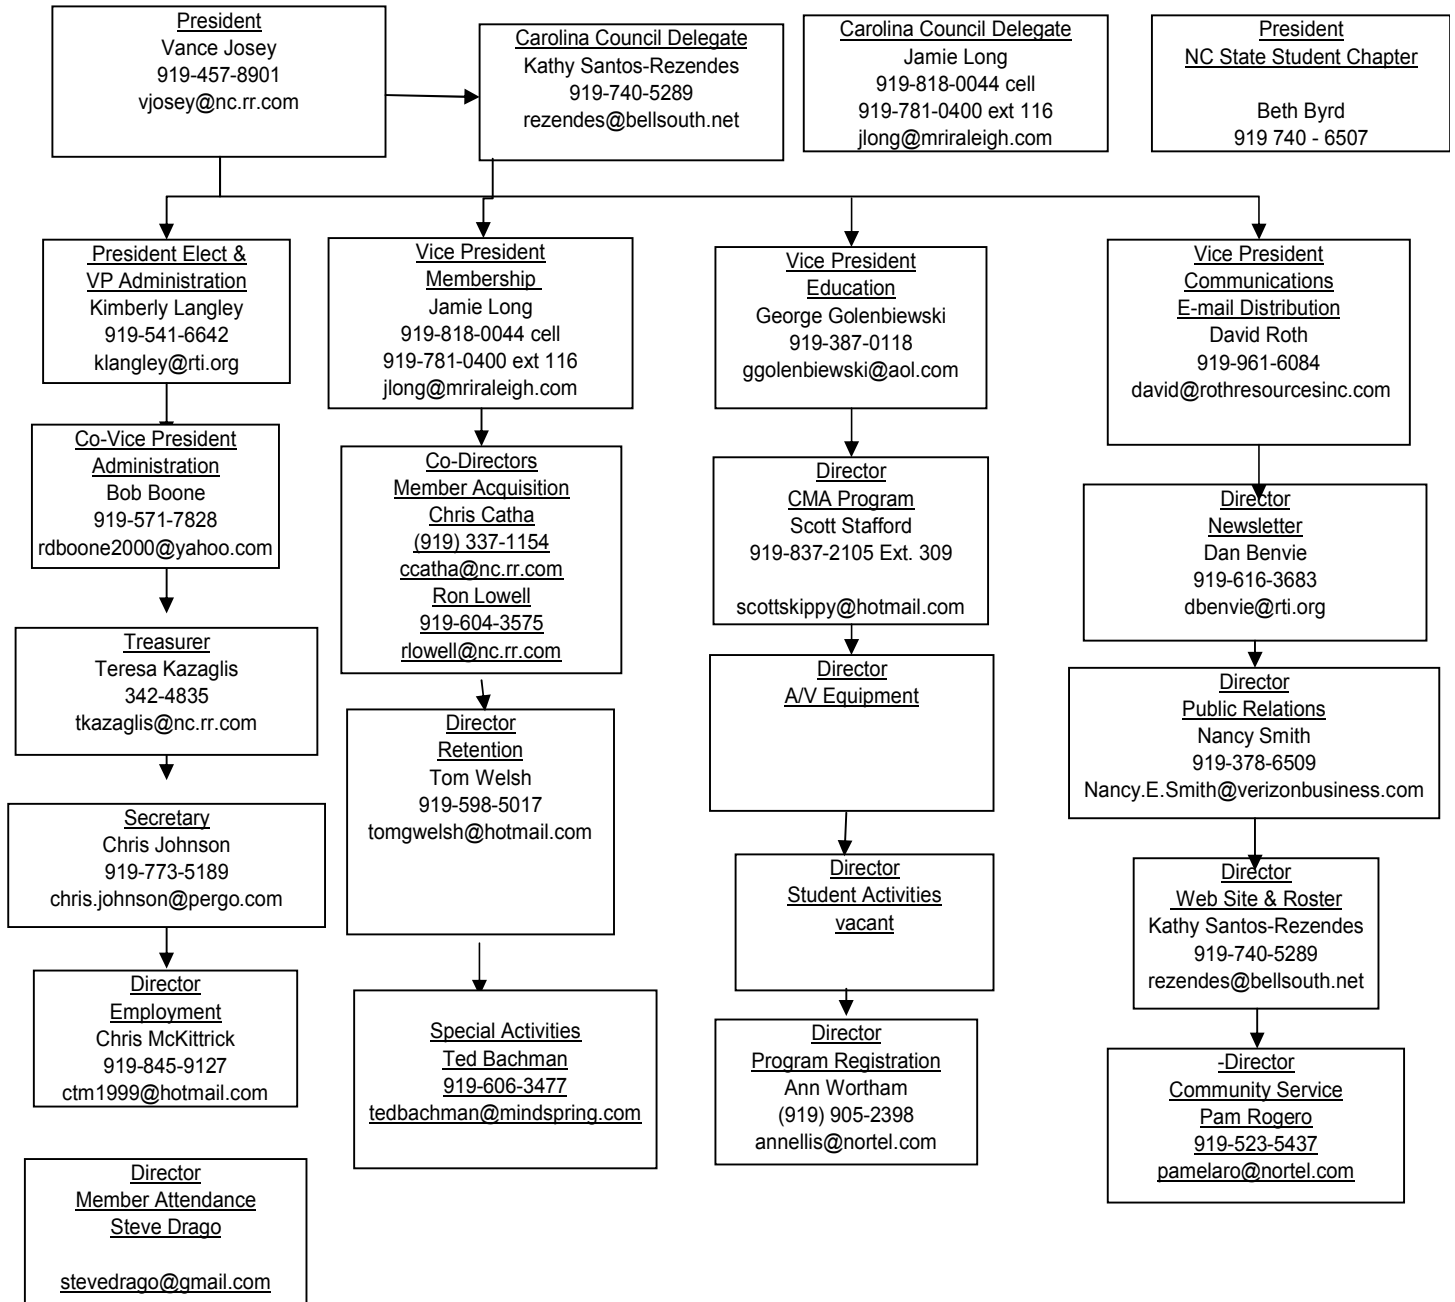 President
Vance Josey
919-457-8901
vjosey@nc.rr.com
Carolina Council Delegate
Kathy Santos-Rezendes
919-740-5289
rezendes@bellsouth.net
Carolina Council Delegate
Jamie Long
919-818-0044 cell
919-781-0400 ext 116
jlong@mriraleigh.com
President
NC State Student Chapter
Beth Byrd
919 740 - 6507
President Elect &
VP Administration
Kimberly Langley
919-541-6642
klangley@rti.org
Vice President
Membership
Jamie Long
919-818-0044 cell
919-781-0400 ext 116
jlong@mriraleigh.com
Vice President
Education
George Golenbiewski
919-387-0118
ggolenbiewski@aol.com
Vice President
Communications
E-mail Distribution
David Roth
919-961-6084
david@rothresourcesinc.com
Co-Vice President
Administration
Bob Boone
919-571-7828
rdboone2000@yahoo.com
Co-Directors
Member Acquisition
Chris Catha
(919) 337-1154
ccatha@nc.rr.com
Ron Lowell
919-604-3575
rlowell@nc.rr.com
Director
CMA Program
Scott Stafford
919-837-2105 Ext. 309
scottskippy@hotmail.com
Director
Newsletter
Dan Benvie
919-616-3683
dbenvie@rti.org
Treasurer
Teresa Kazaglis
342-4835
tkazaglis@nc.rr.com
Director
Retention
Tom Welsh
919-598-5017
tomgwelsh@hotmail.com
Director
A/V Equipment
Director
Public Relations
Nancy Smith
919-378-6509
Nancy.E.Smith@verizonbusiness.com
Secretary
Chris Johnson
919-773-5189
chris.johnson@pergo.com
Director
Student Activities
vacant
Director
Web Site & Roster
Kathy Santos-Rezendes
919-740-5289
rezendes@bellsouth.net
Director
Employment
Chris McKittrick
919-845-9127
ctm1999@hotmail.com
Special Activities
Ted Bachman
919-606-3477
tedbachman@mindspring.com
Director
Program Registration
Ann Wortham
(919) 905-2398
annellis@nortel.com
-Director
Community Service
Pam Rogero
919-523-5437
pamelaro@nortel.com
Director
Member Attendance
Steve Drago
stevedrago@gmail.com